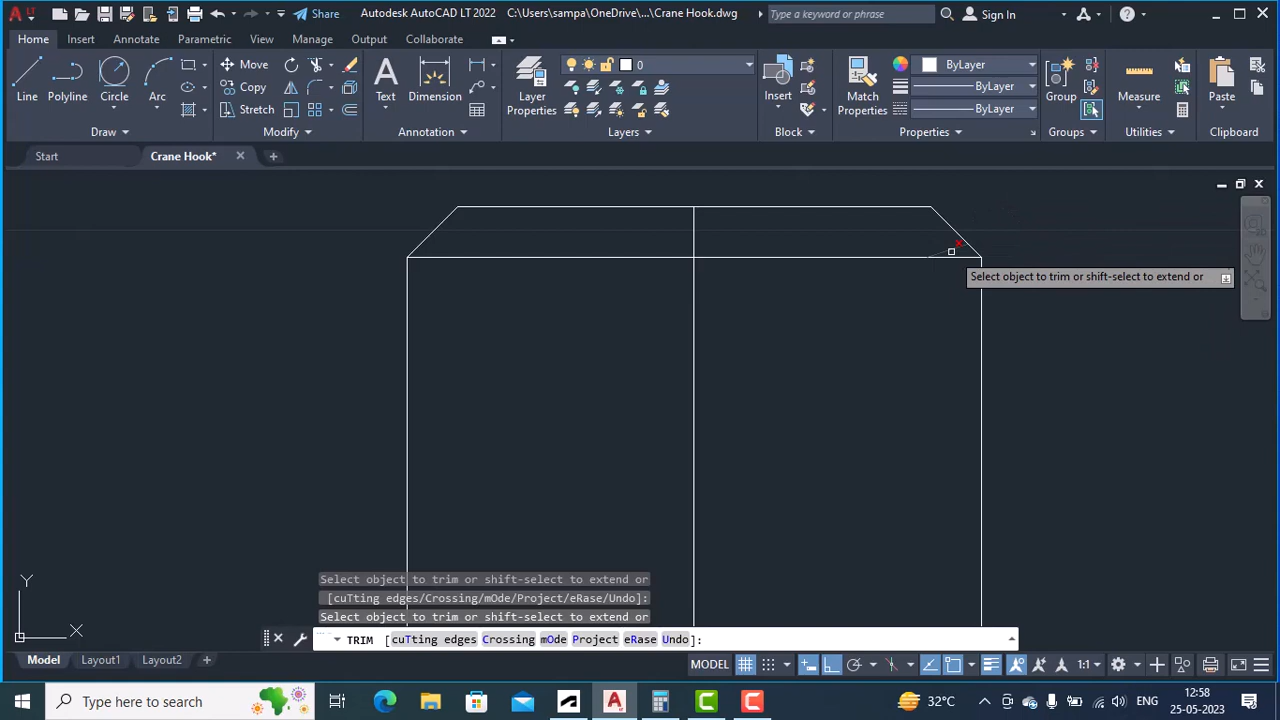 LT Share Autodesk AutoCAD LT 2022 C:\Users\sampa\OneDrive\...\Crane Hook.dwg Type a keyword or phrase Sign In
Home Insert Annotate Parametric View Manage Output Collaborate
Line Polyline Circle Arc Move Copy Stretch Text Dimension Layer Properties 0 Insert Match Properties ByLayer ByLayer ByLayer Group Measure Paste
Draw Modify Annotation Layers Block Properties Groups Utilities Clipboard
Start Crane Hook*
Select object to trim or shift-select to extend or
Y
X
Select object to trim or shift-select to extend or
[cuTting edges/Crossing/mOde/Project/eRase/Undo]:
Select object to trim or shift-select to extend or
TRIM [cuTting edges Crossing mOde Project eRase Undo]:
Model Layout1 Layout2 + MODEL 1:1
Type here to search 32°C ENG 12:58
25-05-2023